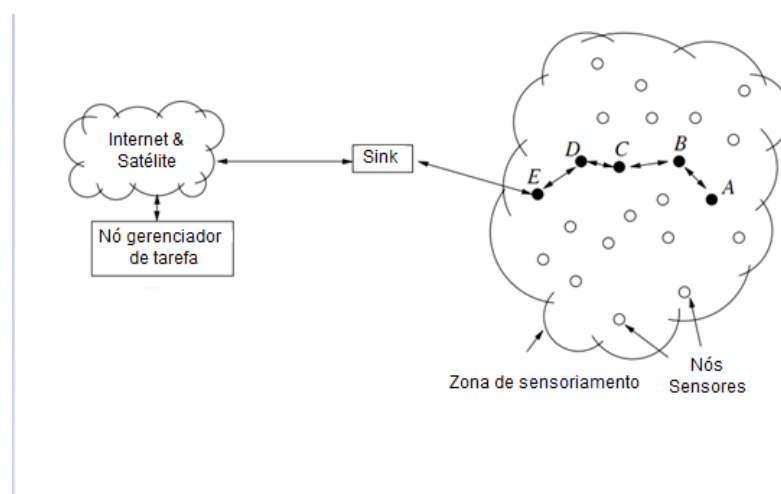 Internet &
Satélite
Sink
Nó gerenciador
de tarefa
D
C
B
E
A
Zona de sensoriamento
Nós
Sensores